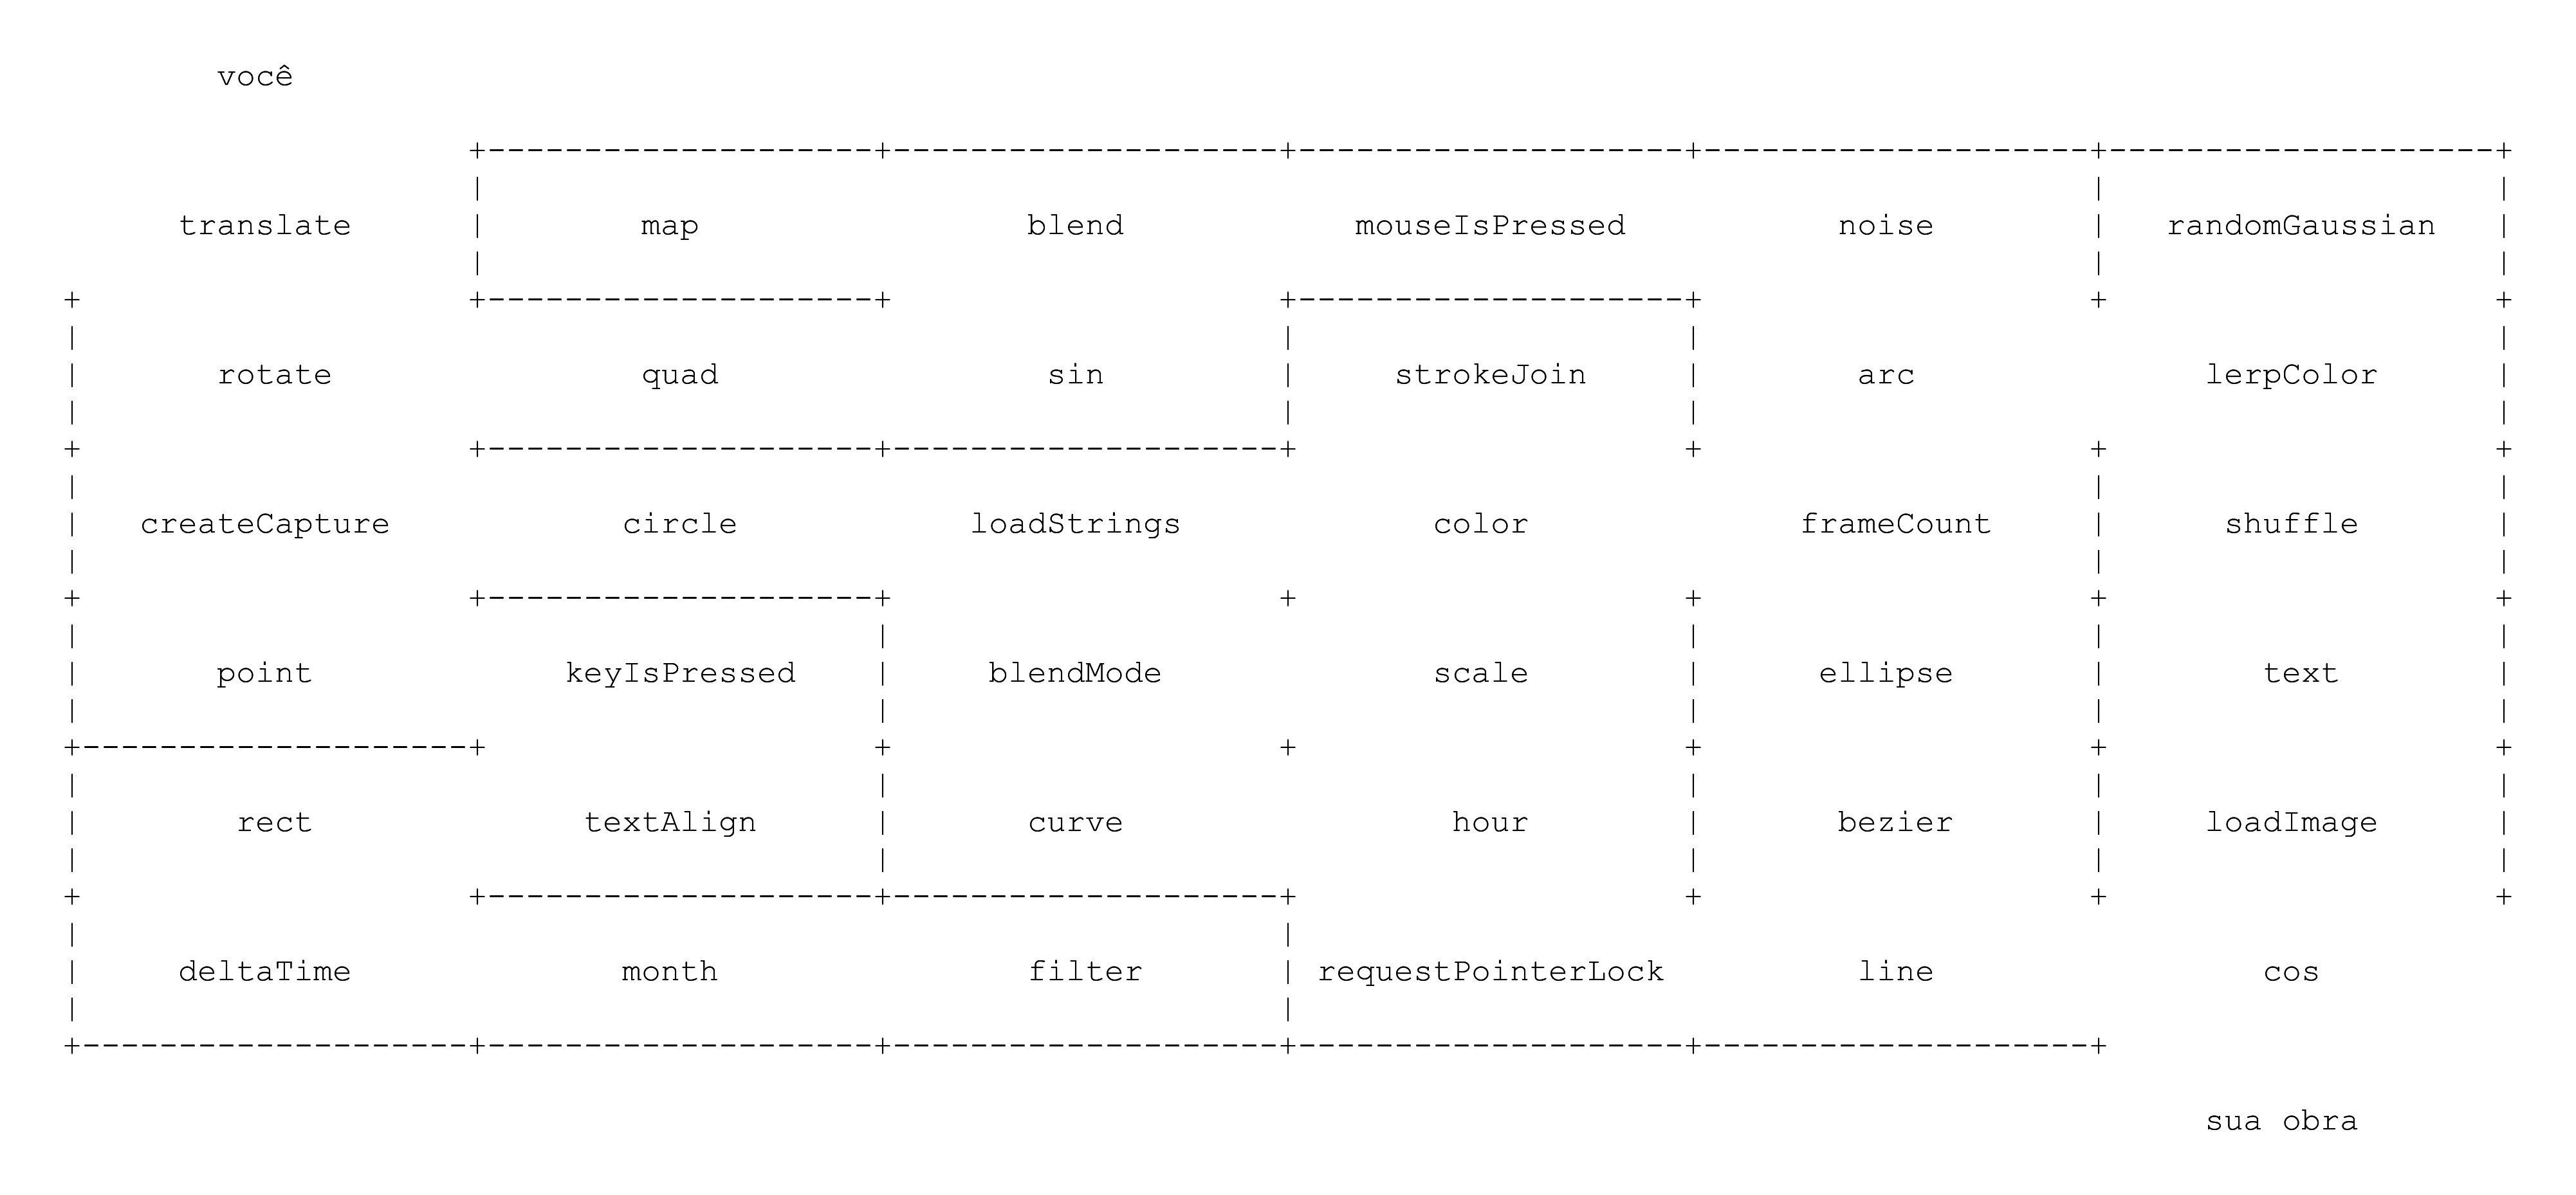 você
translate map blend mouseIsPressed noise randomGaussian
rotate quad sin strokeJoin arc lerpColor
createCapture circle loadStrings color frameCount shuffle
point keyIsPressed blendMode scale ellipse text
rect textAlign curve hour bezier loadImage
deltaTime month filter requestPointerLock line cos
sua obra